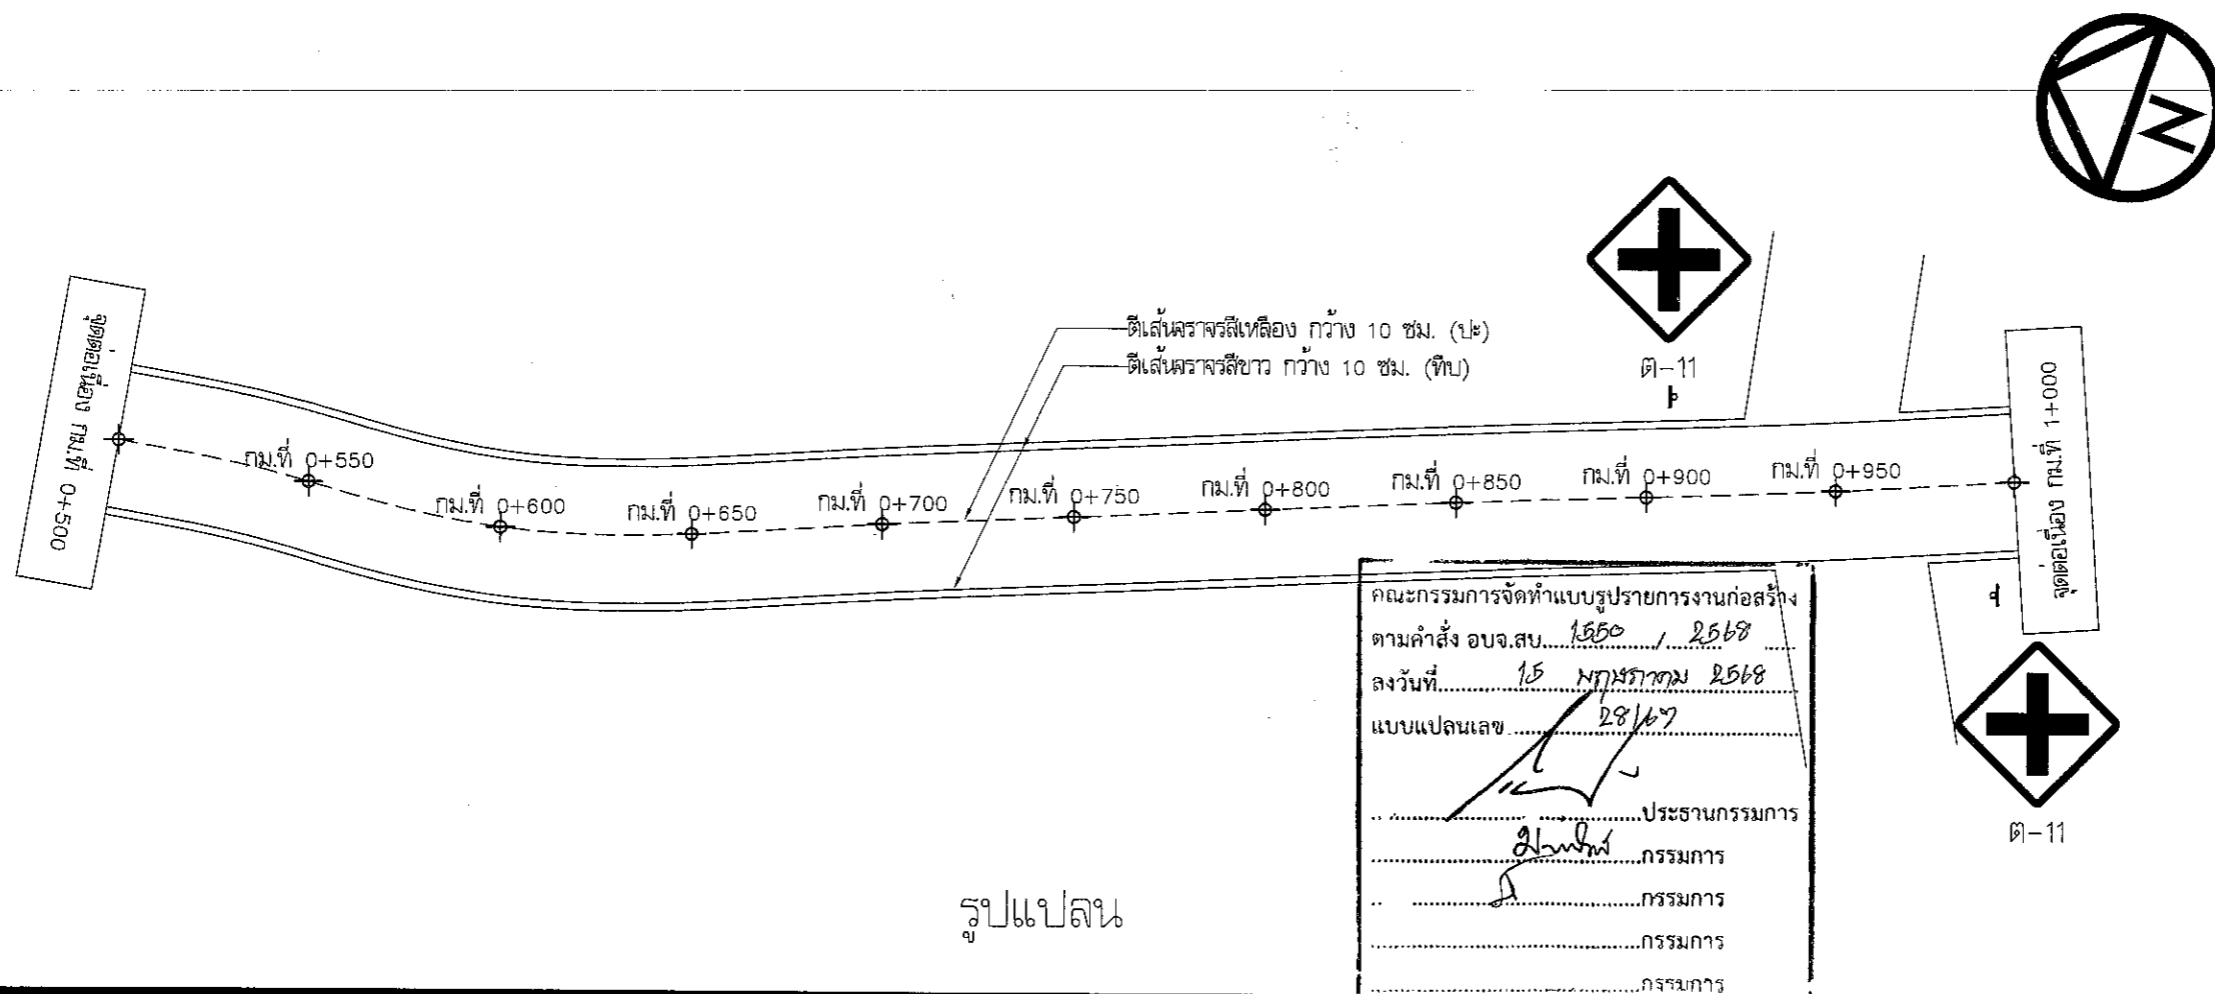 N
ตีเส้นจราจรสีเหลือง กว้าง 10 ซม. (ปะ)
ตีเส้นจราจรสีขาว กว้าง 10 ซม. (ทึบ)
ต-11
จุดต่อเนื่อง กม.ที่ 0+500
กม.ที่ 0+550
กม.ที่ 0+600
กม.ที่ 0+650
กม.ที่ 0+700
กม.ที่ 0+750
กม.ที่ 0+800
กม.ที่ 0+850
กม.ที่ 0+900
กม.ที่ 0+950
จุดต่อเนื่อง กม.ที่ 1+000
ต-11
คณะกรรมการจัดทำแบบรูปรายการงานก่อสร้าง
ตามคำสั่ง อบจ.สบ. 1550 / 2568
ลงวันที่ 15 พฤษภาคม 2568
แบบแปลนเลข 28/67
ประธานกรรมการ
กรรมการ
กรรมการ
กรรมการ
กรรมการ
รูปแปลน